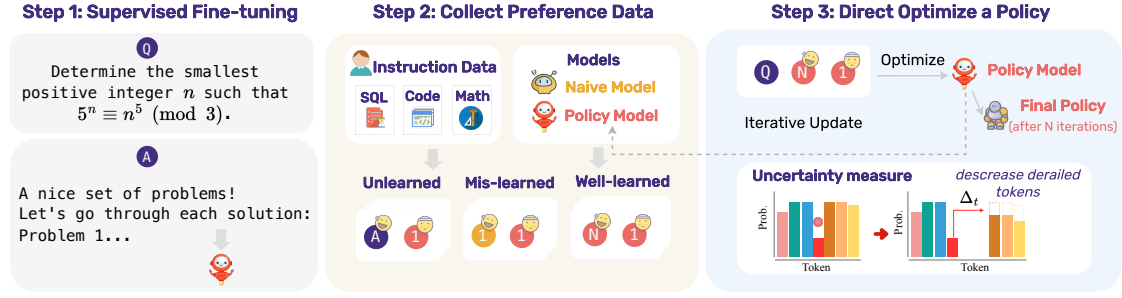 Step 1: Supervised Fine-tuning
Q
Determine the smallest
positive integer n such that
5^n ≡ n^5 (mod 3).
A
A nice set of problems!
Let's go through each solution:
Problem 1...
Step 2: Collect Preference Data
Instruction Data
SQL Code Math
Models
Naive Model
Policy Model
Unlearned Mis-learned Well-learned
A 1 1 1 N 1
Step 3: Direct Optimize a Policy
Q N 1
Optimize
Policy Model
Iterative Update
Final Policy
(after N iterations)
Uncertainty measure
descrease derailed
tokens
Prob.
Token
Prob.
Δt
Token